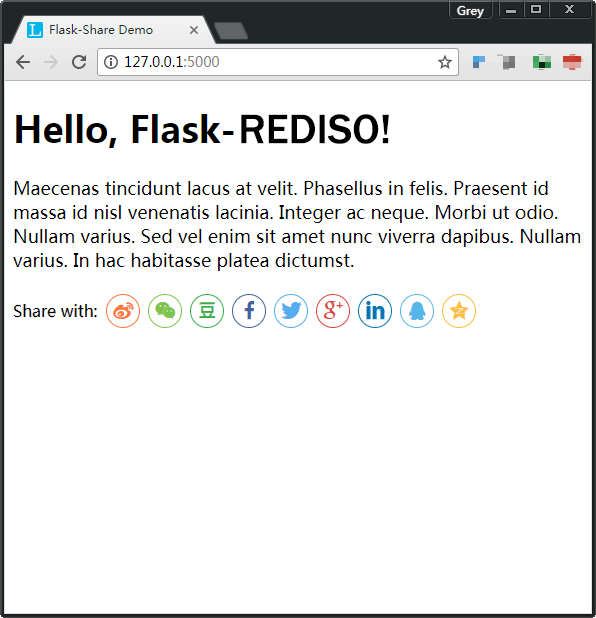 Grey
L Flask-Share Demo
127.0.0.1:5000
Hello, Flask-REDISO!
Maecenas tincidunt lacus at velit. Phasellus in felis. Praesent id
massa id nisl venenatis lacinia. Integer ac neque. Morbi ut odio.
Nullam varius. Sed vel enim sit amet nunc viverra dapibus. Nullam
varius. In hac habitasse platea dictumst.
Share with: 豆 f g+ in